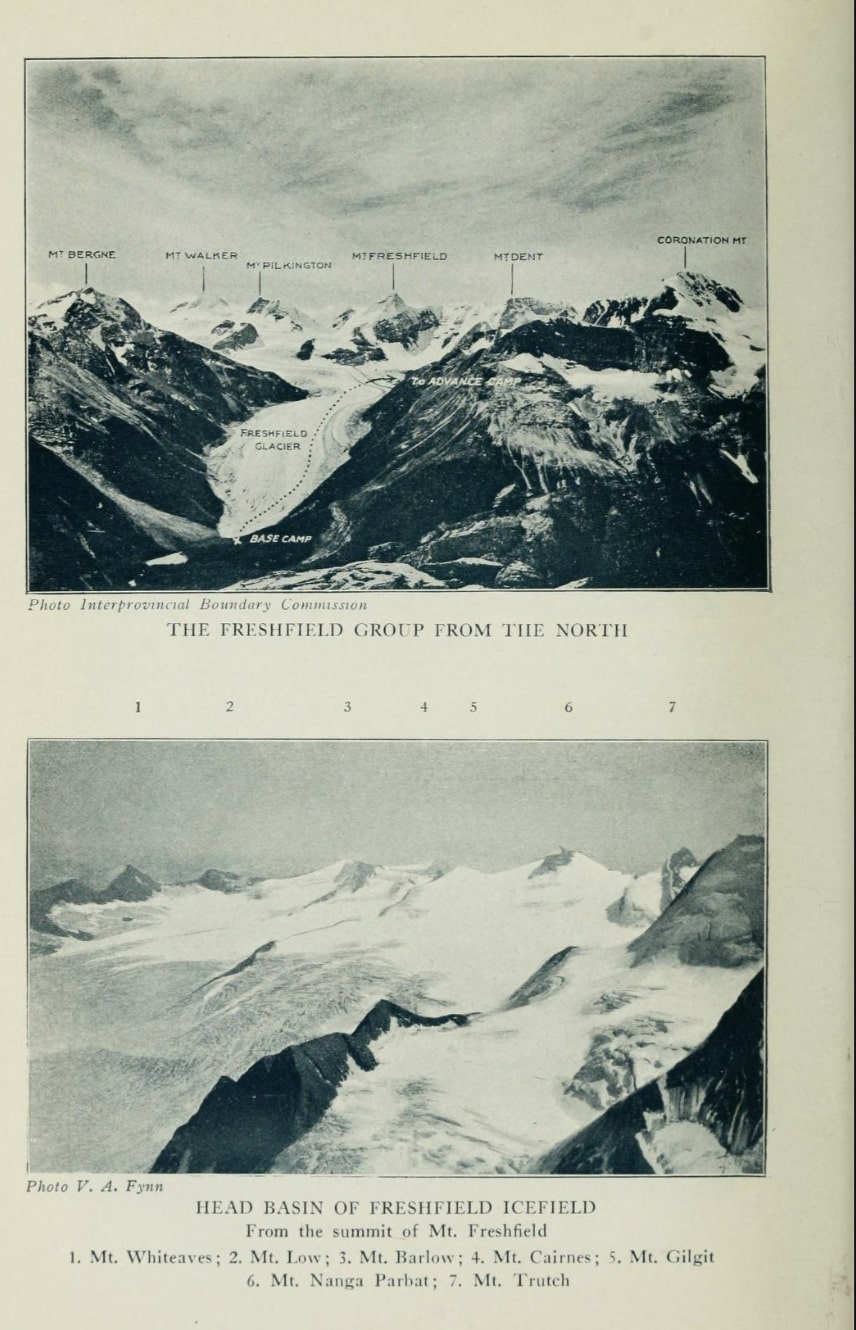 CORONATION MT
MT BERGNE
MT WALKER
MT PILKINGTON
MT FRESHFIELD
MT DENT
To ADVANCE CAMP
FRESHFIELD
GLACIER
BASE CAMP
Photo Interprovincial Boundary Commission
THE FRESHFIELD GROUP FROM THE NORTH
1 2 3 4 5 6 7
Photo V. A. Fynn
HEAD BASIN OF FRESHFIELD ICEFIELD
From the summit of Mt. Freshfield
1. Mt. Whiteaves; 2. Mt. Low; 3. Mt. Barlow; 4. Mt. Cairnes; 5. Mt. Gilgit
6. Mt. Nanga Parbat; 7. Mt. Trutch